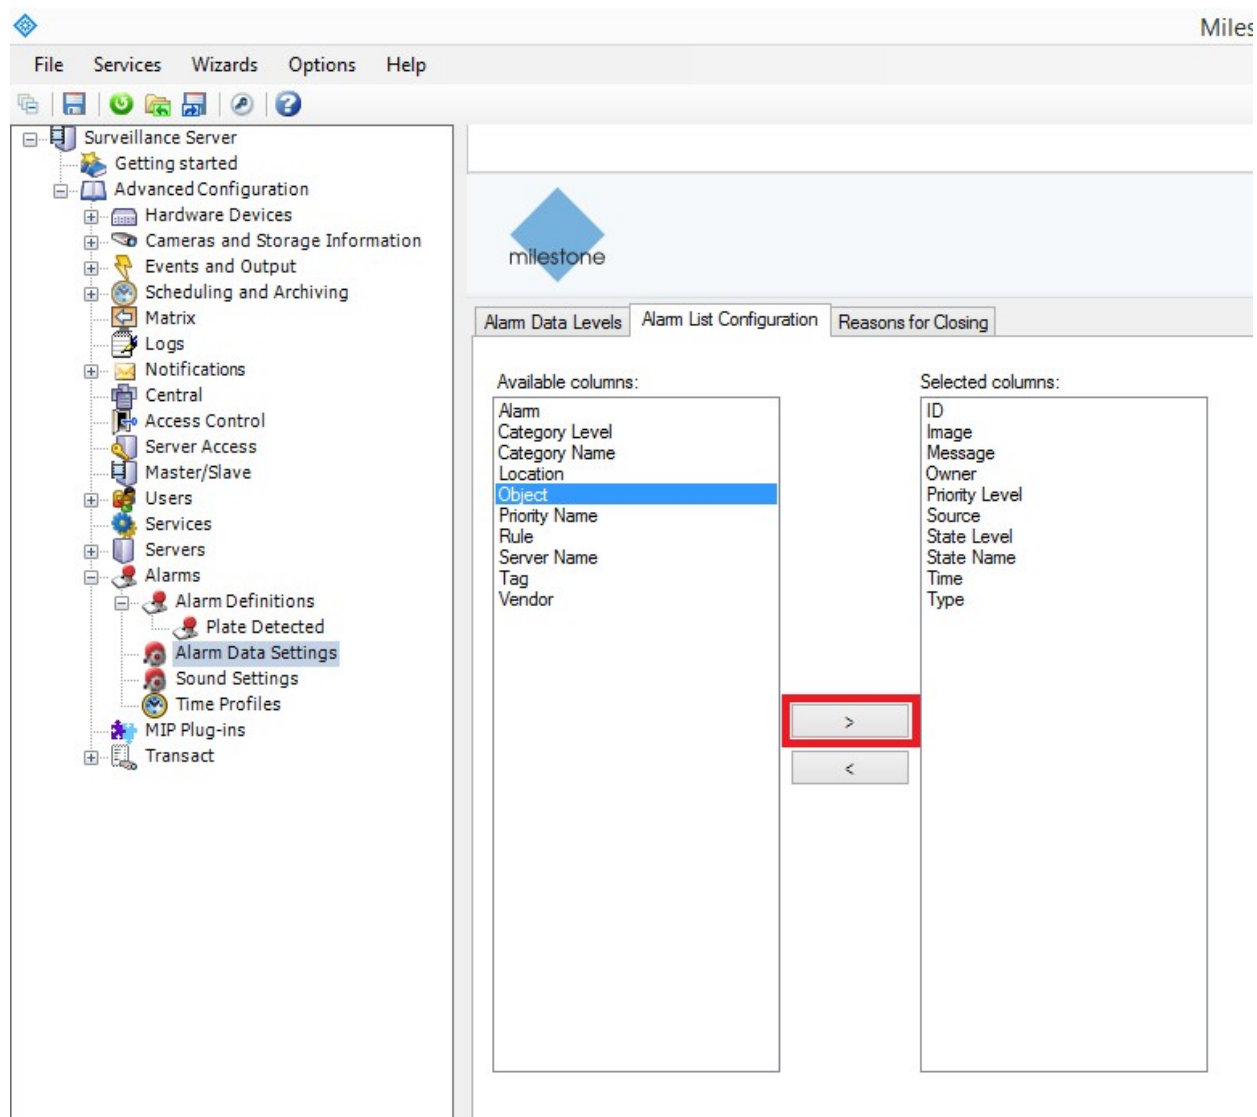 Miles
File Services Wizards Options Help
Surveillance Server
Getting started
Advanced Configuration
Hardware Devices
Cameras and Storage Information
Events and Output
Scheduling and Archiving
Matrix
Logs
Notifications
Central
Access Control
Server Access
Master/Slave
Users
Services
Servers
Alarms
Alarm Definitions
Plate Detected
Alarm Data Settings
Sound Settings
Time Profiles
MIP Plug-ins
Transact
milestone
Alarm Data Levels Alarm List Configuration Reasons for Closing
Available columns:
Alarm
Category Level
Category Name
Location
Object
Priority Name
Rule
Server Name
Tag
Vendor
>
<
Selected columns:
ID
Image
Message
Owner
Priority Level
Source
State Level
State Name
Time
Type